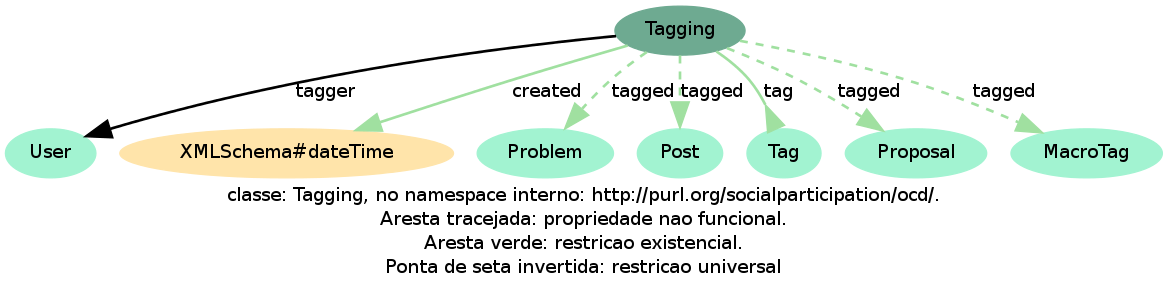 Tagging
tagger
created
tagged
tagged
tag
tagged
tagged
User
XMLSchema#dateTime
Problem
Post
Tag
Proposal
MacroTag
classe: Tagging, no namespace interno: http://purl.org/socialparticipation/ocd/.
Aresta tracejada: propriedade nao funcional.
Aresta verde: restricao existencial.
Ponta de seta invertida: restricao universal